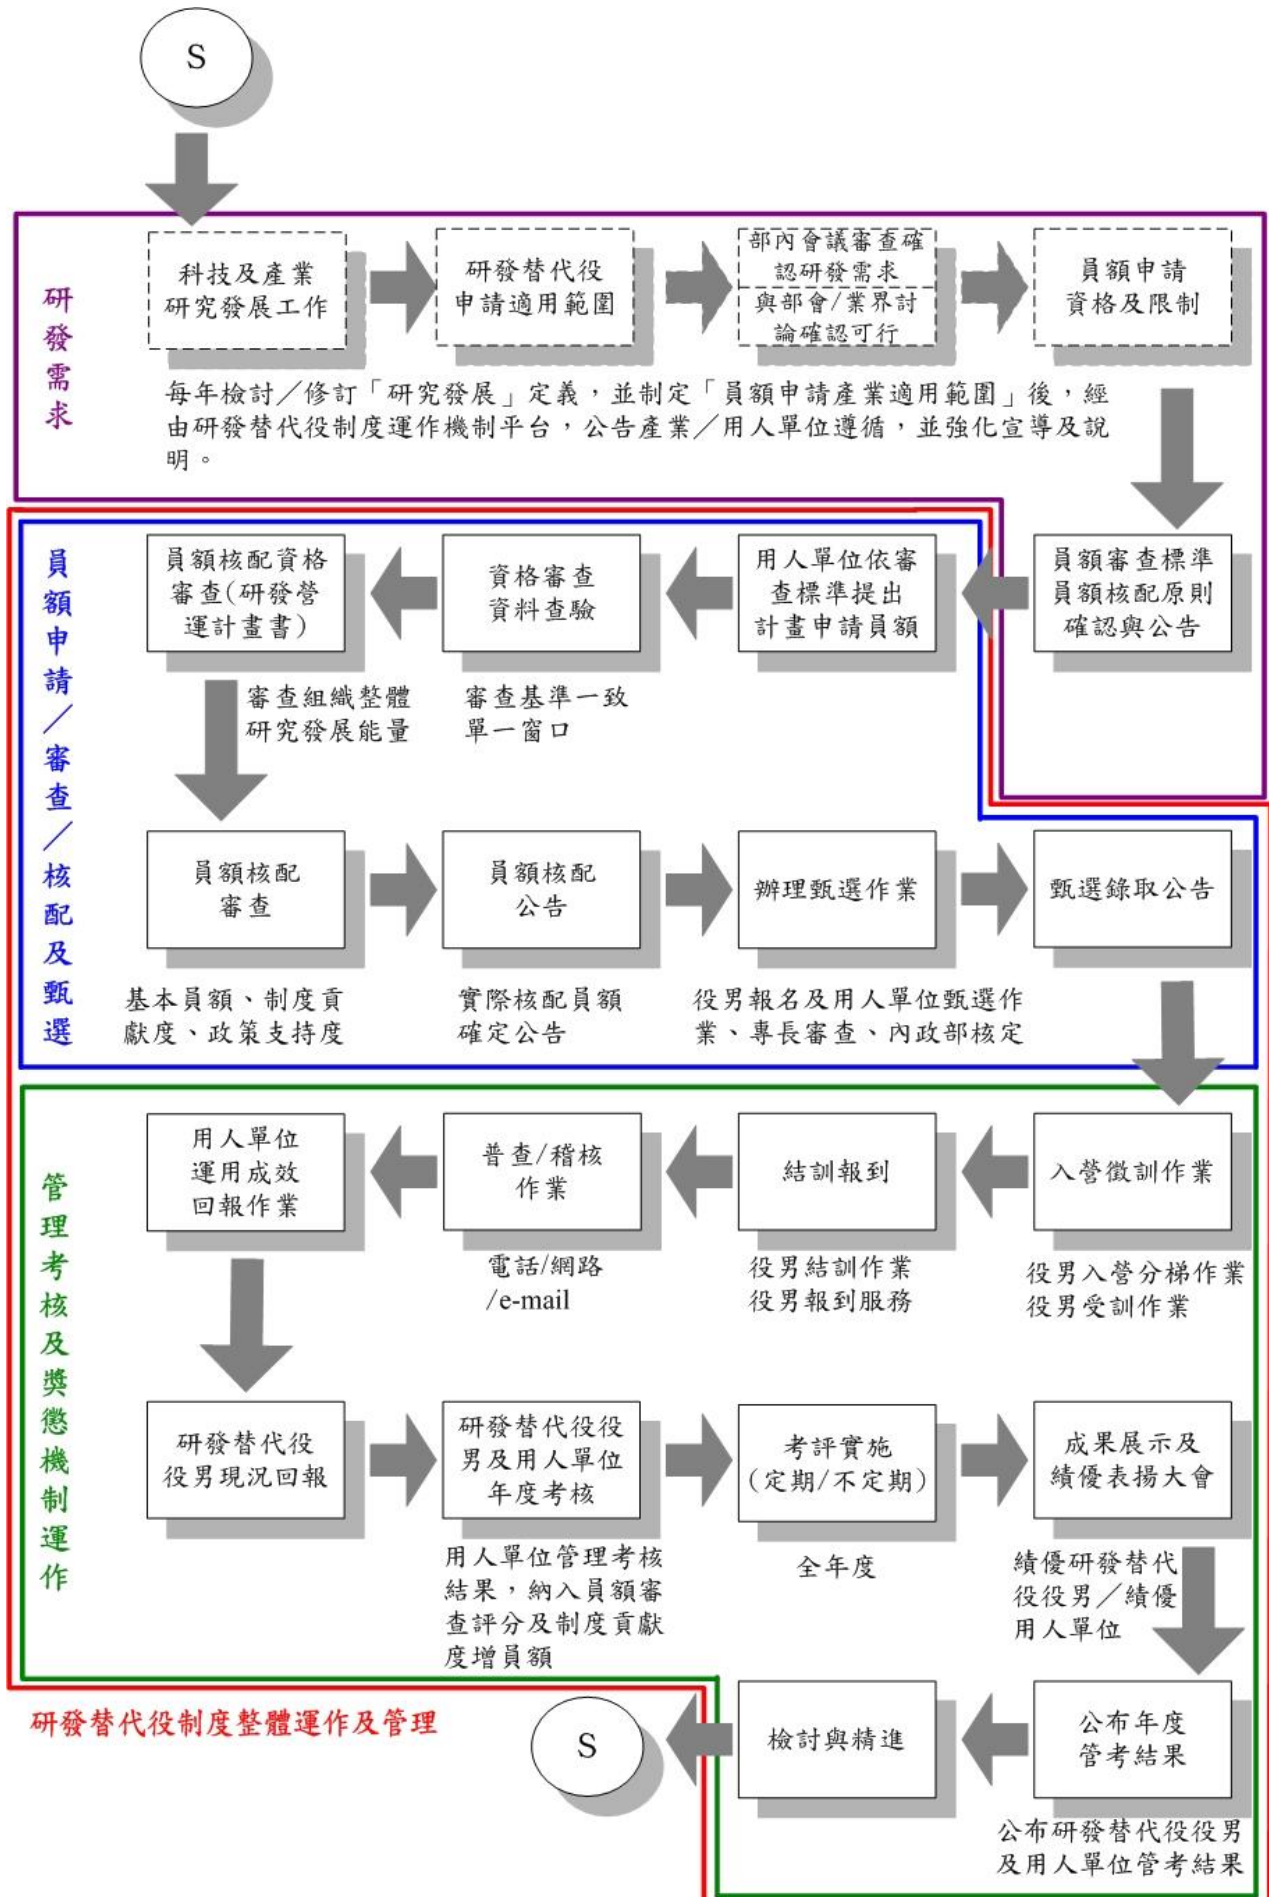 S
研發需求
科技及產業
研究發展工作
研發替代役
申請適用範圍
部內會議審查確
認研發需求
與部會/業界討
論確認可行
員額申請
資格及限制
每年檢討／修訂「研究發展」定義，並制定「員額申請產業適用範圍」後，經
由研發替代役制度運作機制平台，公告產業／用人單位遵循，並強化宣導及說
明。
員額審查標準
員額核配原則
確認與公告
員額申請／審查／核配及甄選
用人單位依審
查標準提出
計畫申請員額
資格審查
資料查驗
審查基準一致
單一窗口
員額核配資格
審查(研發營
運計畫書)
審查組織整體
研究發展能量
員額核配
審查
基本員額、制度貢
獻度、政策支持度
員額核配
公告
實際核配員額
確定公告
辦理甄選作業
役男報名及用人單位甄選作
業、專長審查、內政部核定
甄選錄取公告
管理考核及獎懲機制運作
入營徵訓作業
役男入營分梯作業
役男受訓作業
結訓報到
役男結訓作業
役男報到服務
普查/稽核
作業
電話/網路
/e-mail
用人單位
運用成效
回報作業
研發替代役
役男現況回報
研發替代役役
男及用人單位
年度考核
用人單位管理考核
結果，納入員額審
查評分及制度貢獻
度增員額
考評實施
(定期/不定期)
全年度
成果展示及
績優表揚大會
績優研發替代
役役男／績優
用人單位
公布年度
管考結果
公布研發替代役役男
及用人單位管考結果
檢討與精進
S
研發替代役制度整體運作及管理